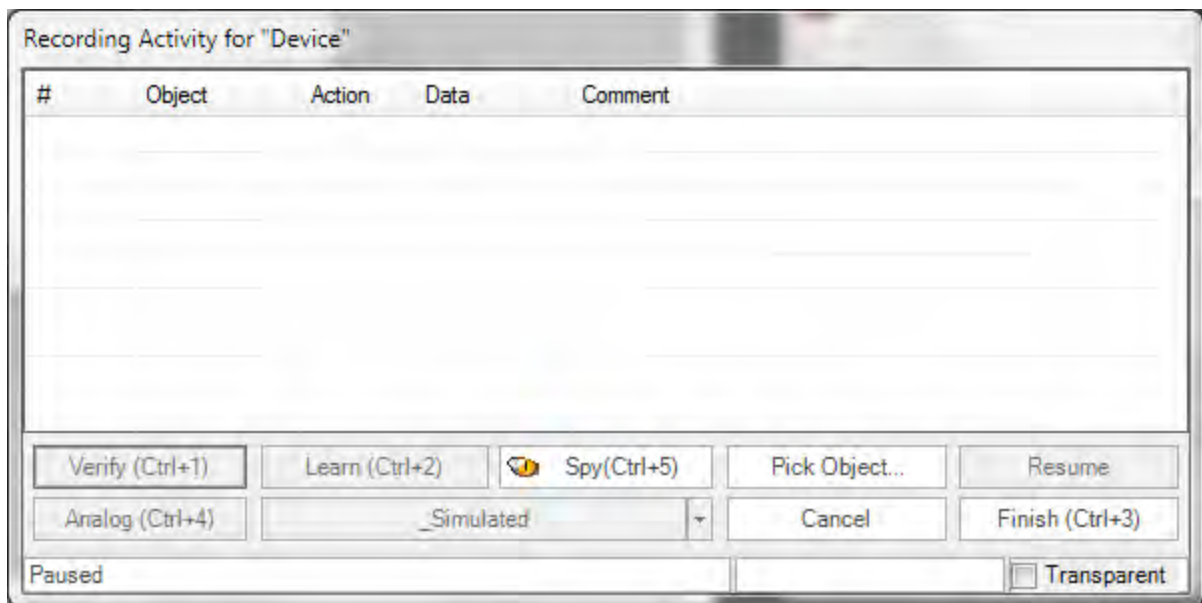 Recording Activity for "Device"
# Object Action Data Comment
Verify (Ctrl+1) Learn (Ctrl+2) Spy(Ctrl+5) Pick Object... Resume
Analog (Ctrl+4) _Simulated Cancel Finish (Ctrl+3)
Paused Transparent